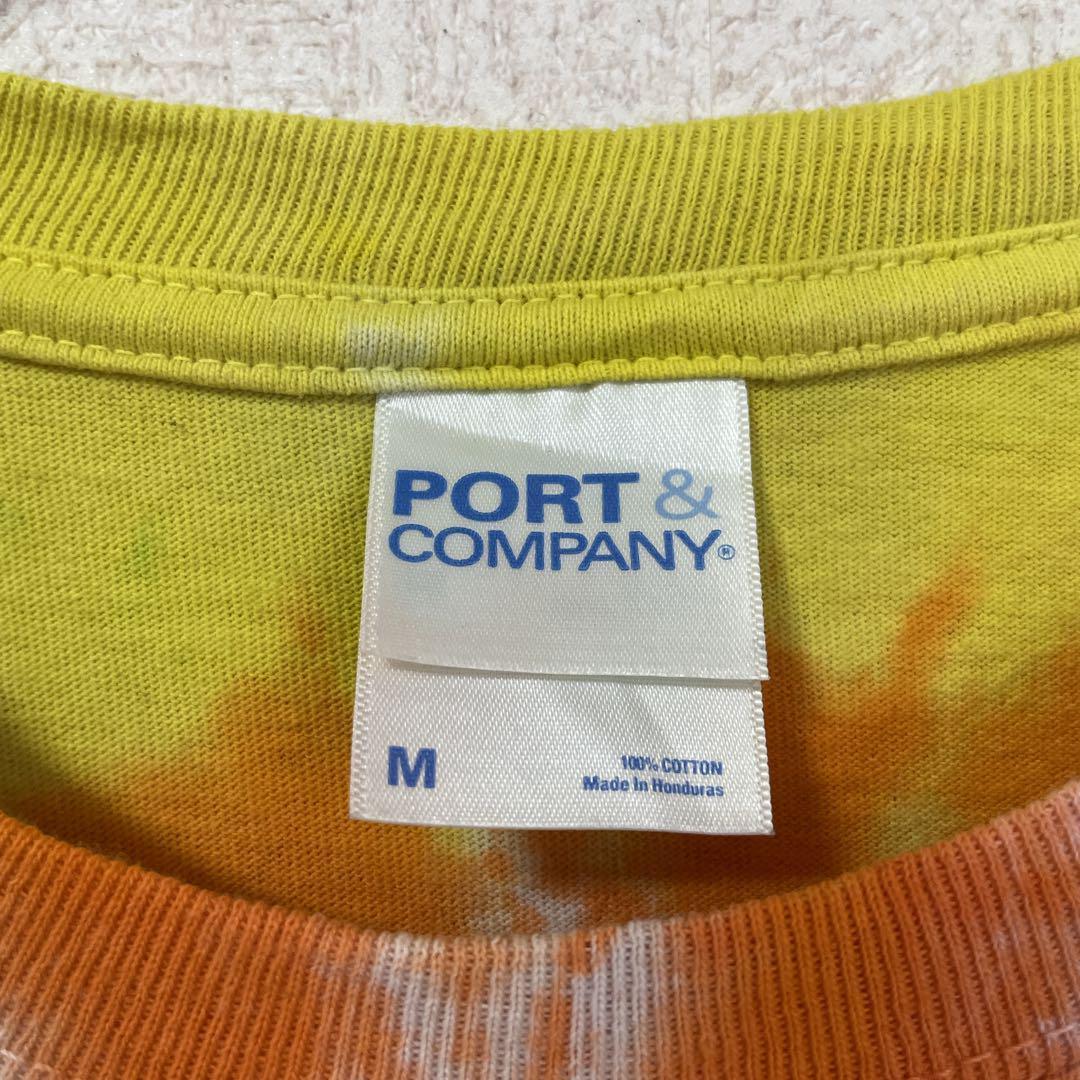 PORT &
COMPANY®
M
100% COTTON
Made In Honduras